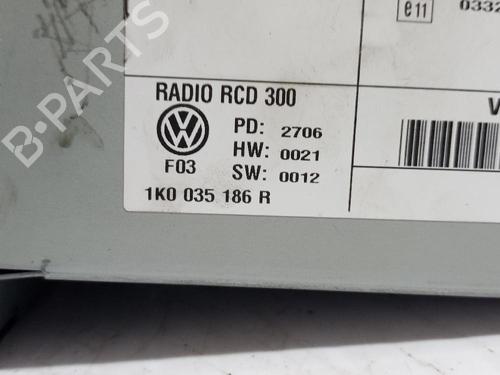 e11 0332
RADIO RCD 300
PD: 2706
HW: 0021
F03
SW: 0012
1K0 035 186 R
V
B-PARTS